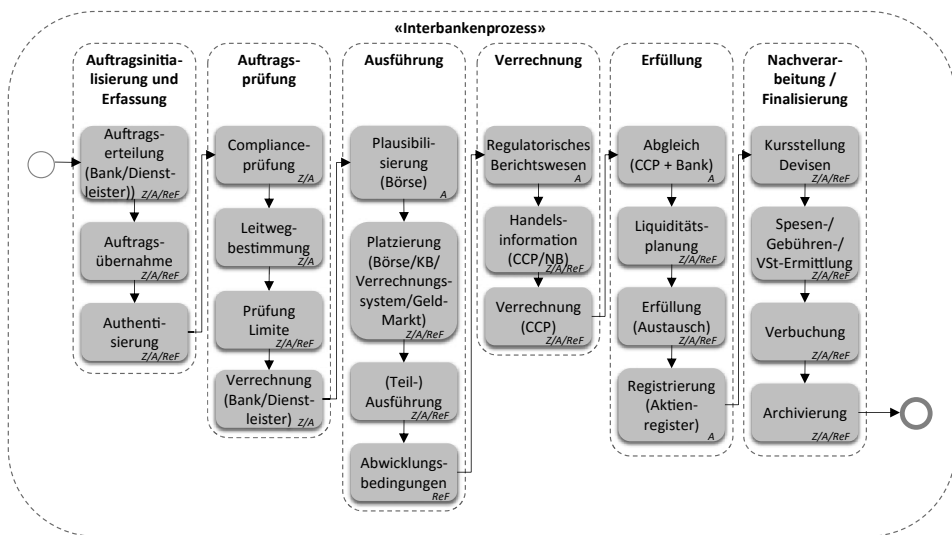 «Interbankenprozess»
Auftragsinitia-
lisierung und
Erfassung
Auftrags-
erteilung
(Bank/Dienst-
leister))
Z/A/ReF
Auftrags-
übernahme
Z/A/ReF
Authenti-
sierung
Z/A/ReF
Auftrags-
prüfung
Compliance-
prüfung
Z/A
Leitweg-
bestimmung
Z/A
Prüfung
Limite
Z/A/ReF
Verrechnung
(Bank/Dienst-
leister)
Z/A
Ausführung
Plausibili-
sierung
(Börse)
A
Platzierung
(Börse/KB/
Verrechnungs-
system/Geld-
Markt)
Z/A/ReF
(Teil-)
Ausführung
Z/A/ReF
Abwicklungs-
bedingungen
ReF
Verrechnung
Regulatorisches
Berichtswesen
A
Handels-
information
(CCP/NB)
Z/A/ReF
Verrechnung
(CCP)
Z/A/ReF
Erfüllung
Abgleich
(CCP + Bank)
A
Liquiditäts-
planung
Z/A/ReF
Erfüllung
(Austausch)
Z/A/ReF
Registrierung
(Aktien-
register)
A
Nachverar-
beitung /
Finalisierung
Kursstellung
Devisen
Z/A/ReF
Spesen-/
Gebühren-/
VSt-Ermittlung
Z/A/ReF
Verbuchung
Z/A/ReF
Archivierung
Z/A/ReF